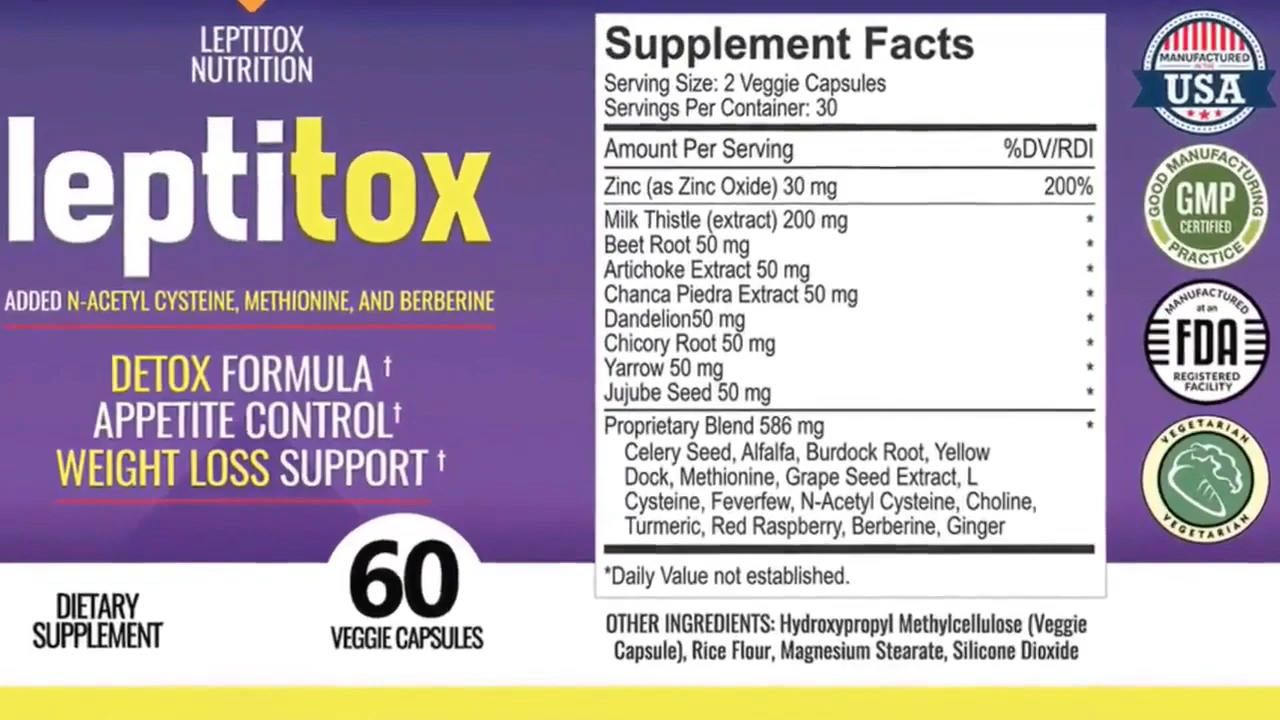 LEPTITOX
NUTRITION
leptitox
ADDED N-ACETYL CYSTEINE, METHIONINE, AND BERBERINE
DETOX FORMULA †
APPETITE CONTROL†
WEIGHT LOSS SUPPORT †
DIETARY
SUPPLEMENT
60
VEGGIE CAPSULES
Supplement Facts
Serving Size: 2 Veggie Capsules
Servings Per Container: 30
Amount Per Serving %DV/RDI
Zinc (as Zinc Oxide) 30 mg 200%
Milk Thistle (extract) 200 mg *
Beet Root 50 mg *
Artichoke Extract 50 mg *
Chanca Piedra Extract 50 mg *
Dandelion50 mg *
Chicory Root 50 mg *
Yarrow 50 mg *
Jujube Seed 50 mg *
Proprietary Blend 586 mg *
Celery Seed, Alfalfa, Burdock Root, Yellow
Dock, Methionine, Grape Seed Extract, L
Cysteine, Feverfew, N-Acetyl Cysteine, Choline,
Turmeric, Red Raspberry, Berberine, Ginger
*Daily Value not established.
OTHER INGREDIENTS: Hydroxypropyl Methylcellulose (Veggie
Capsule), Rice Flour, Magnesium Stearate, Silicone Dioxide
MANUFACTURED
IN THE
USA
GOOD MANUFACTURING
GMP
CERTIFIED
PRACTICE
MANUFACTURED
at an
FDA
REGISTERED
FACILITY
VEGETARIAN
VEGETARIAN